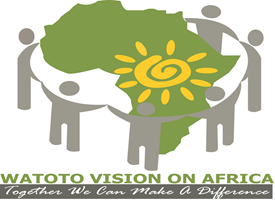 WATOTO VISION ON AFRICA
Together We Can Make A Difference